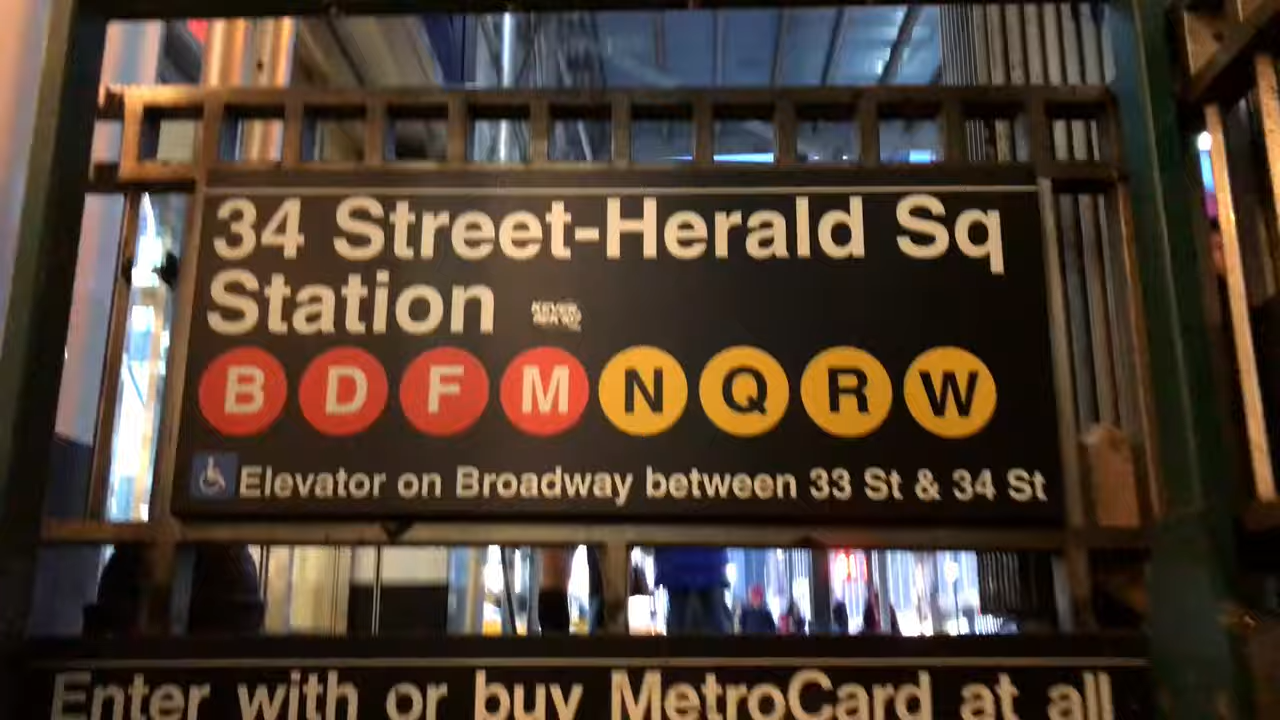 34 Street-Herald Sq
Station
B D F M N Q R W
Elevator on Broadway between 33 St & 34 St
Enter with or buy MetroCard at all